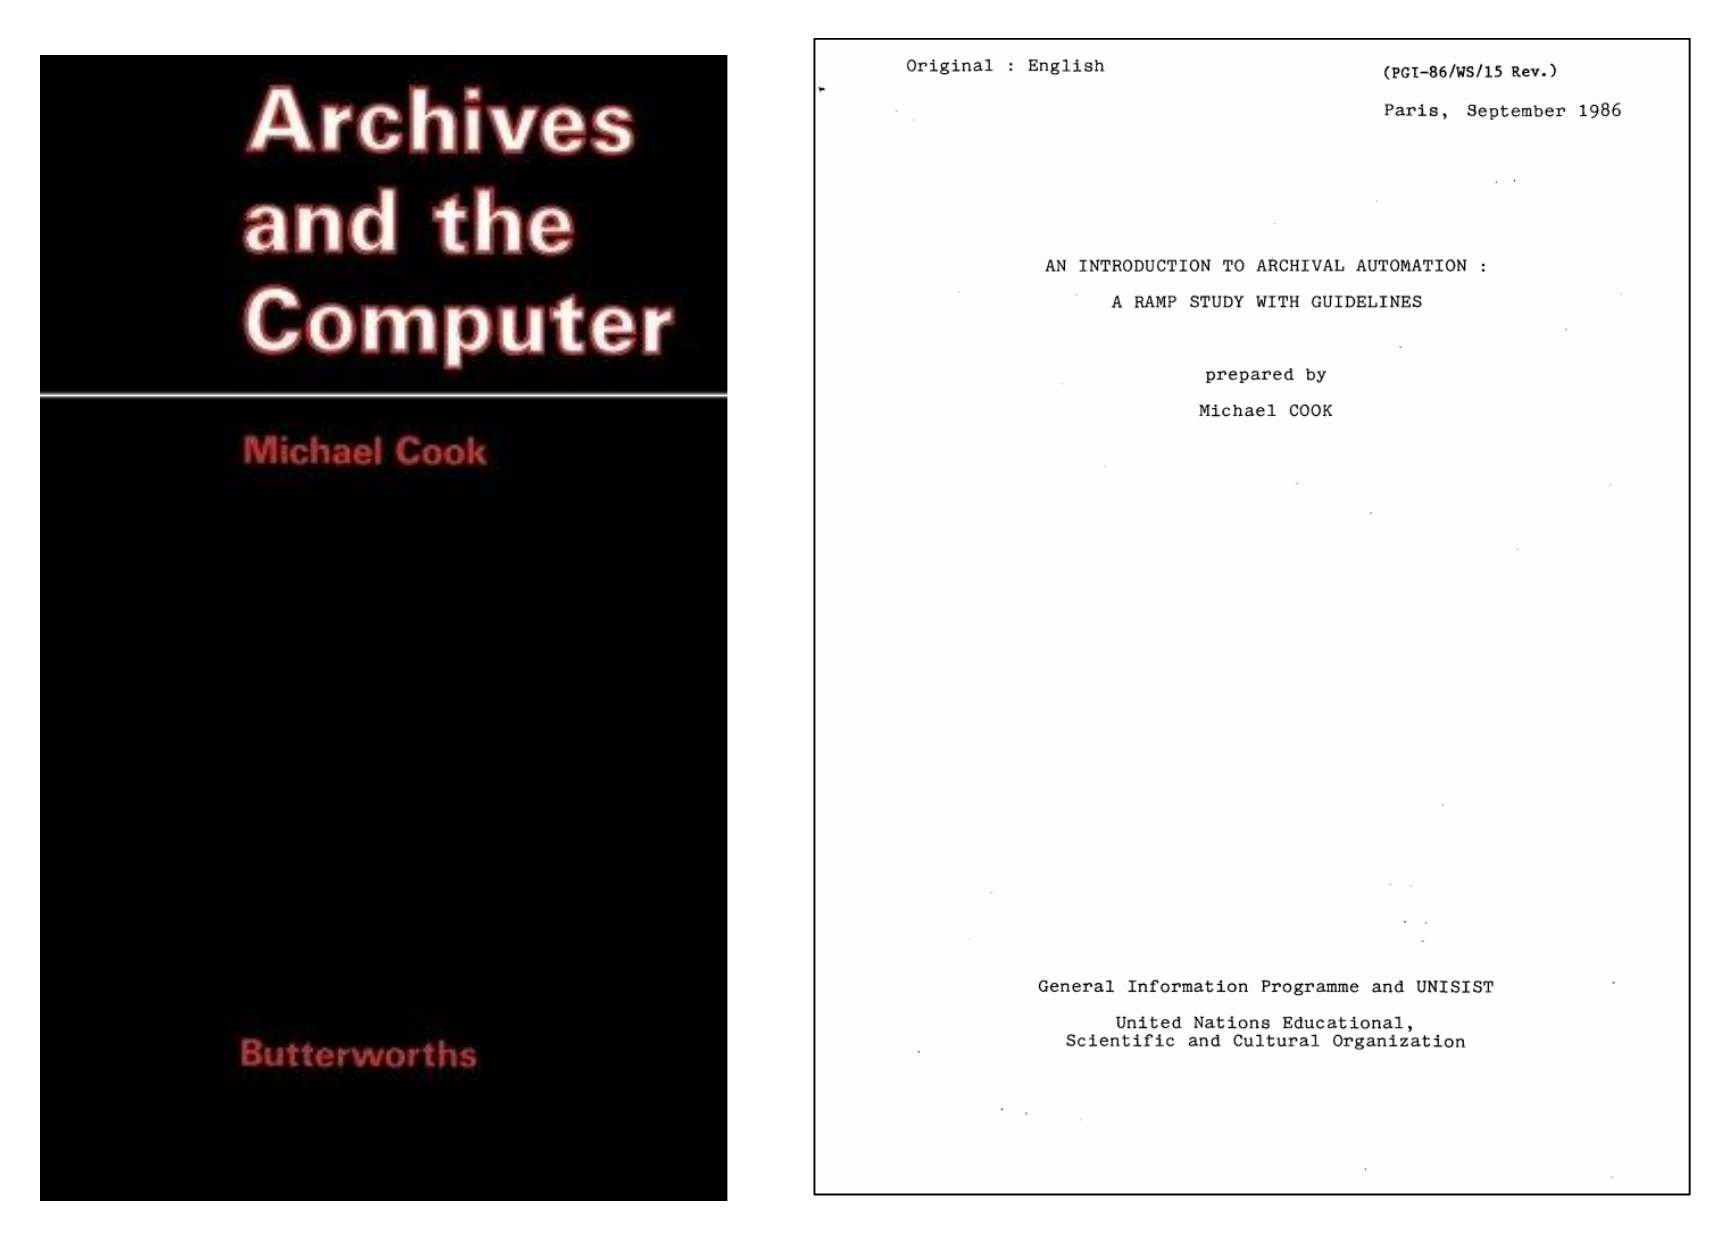 Archives
and the
Computer
Michael Cook
Butterworths
Original : English
(PGI-86/WS/15 Rev.)
Paris, September 1986
AN INTRODUCTION TO ARCHIVAL AUTOMATION :
A RAMP STUDY WITH GUIDELINES
prepared by
Michael COOK
General Information Programme and UNISIST
United Nations Educational,
Scientific and Cultural Organization